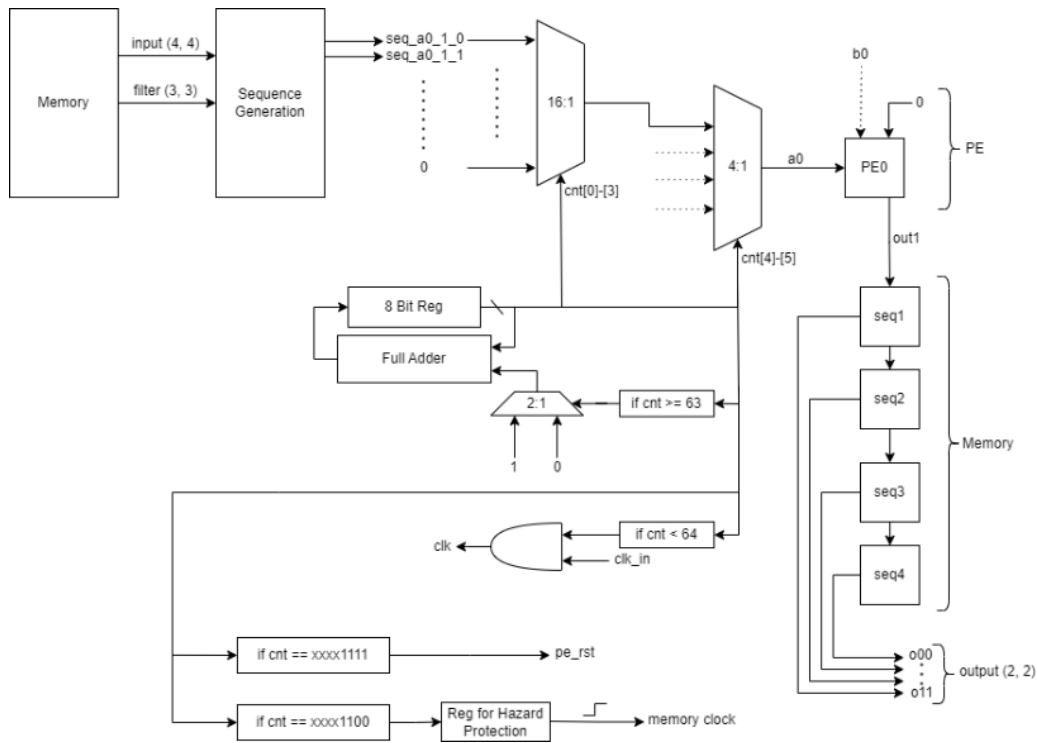 Memory
input (4, 4)
filter (3, 3)
Sequence
Generation
seq_a0_1_0
seq_a0_1_1
0
16:1
cnt[0]-[3]
4:1
cnt[4]-[5]
a0
b0
0
PE0
PE
out1
8 Bit Reg
Full Adder
2:1
1
0
if cnt >= 63
if cnt < 64
clk_in
clk
seq1
seq2
seq3
seq4
Memory
o00
o11
output (2, 2)
if cnt == xxxx1111
pe_rst
if cnt == xxxx1100
Reg for Hazard
Protection
memory clock